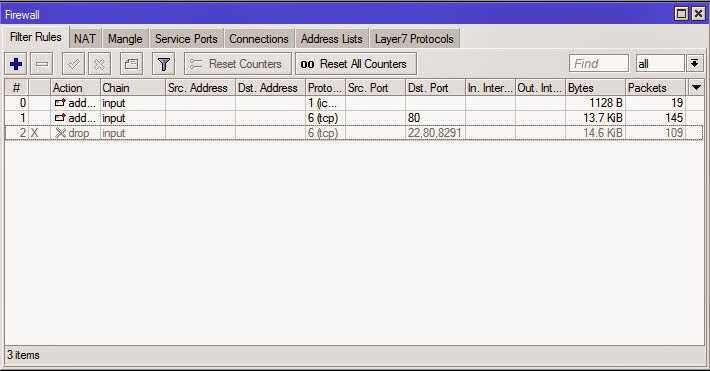 Firewall
Filter Rules NAT Mangle Service Ports Connections Address Lists Layer7 Protocols
Reset Counters 00 Reset All Counters Find all
# Action Chain Src. Address Dst. Address Proto... Src. Port Dst. Port In. Inter... Out. Int... Bytes Packets
0 add... input 1 (ic... 1128 B 19
1 add... input 6 (tcp) 80 13.7 KiB 145
2 X drop input 6 (tcp) 22,80,8291 14.6 KiB 109
3 items